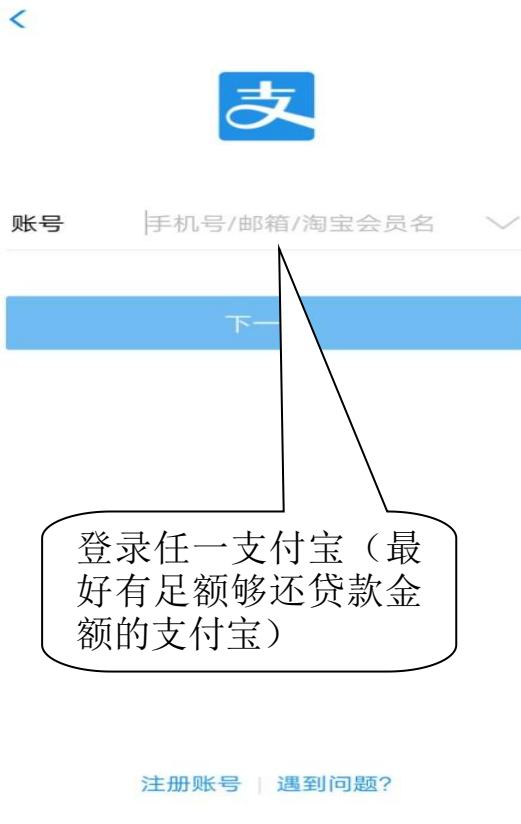 支
账号 手机号/邮箱/淘宝会员名
下一
登录任一支付宝（最
好有足额够还贷款金
额的支付宝）
注册账号 | 遇到问题?